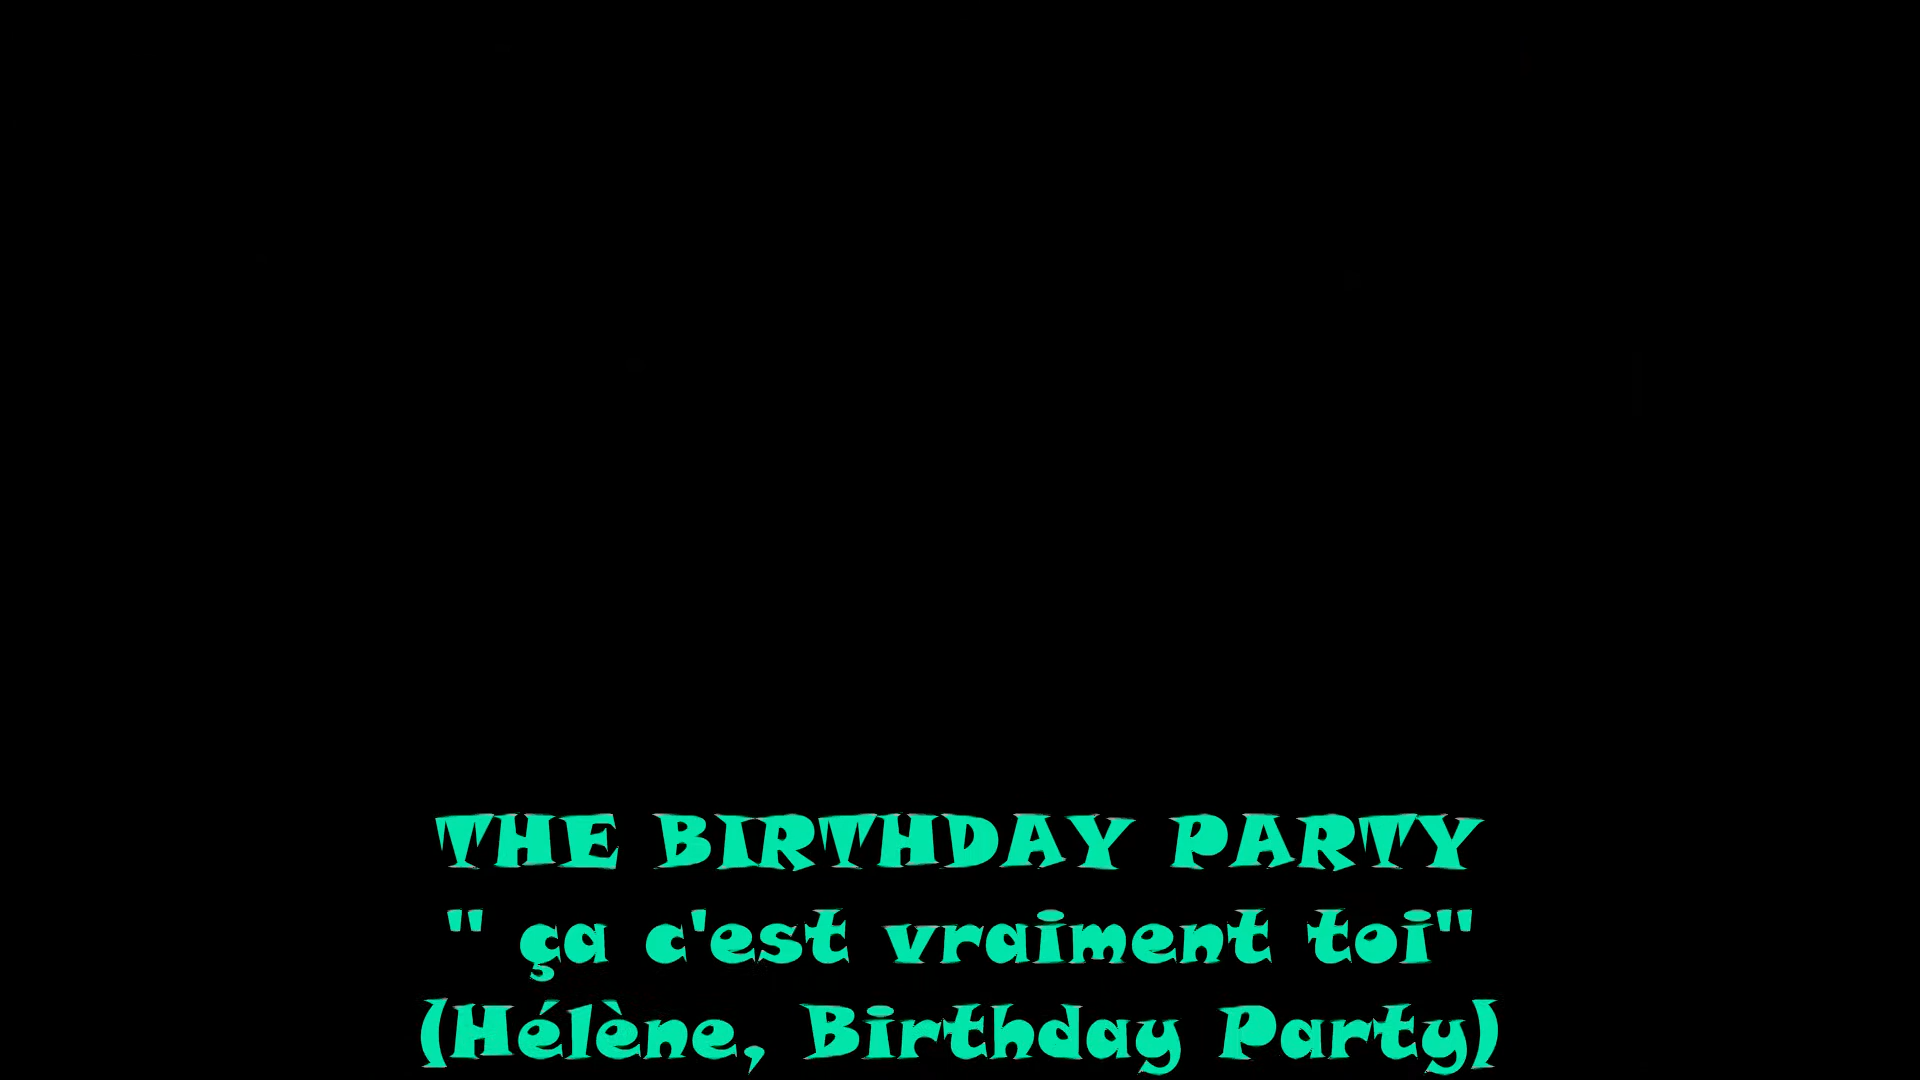 THE BIRTHDAY PARTY
" ça c'est vraiment toi"
(Hélène, Birthday Party)